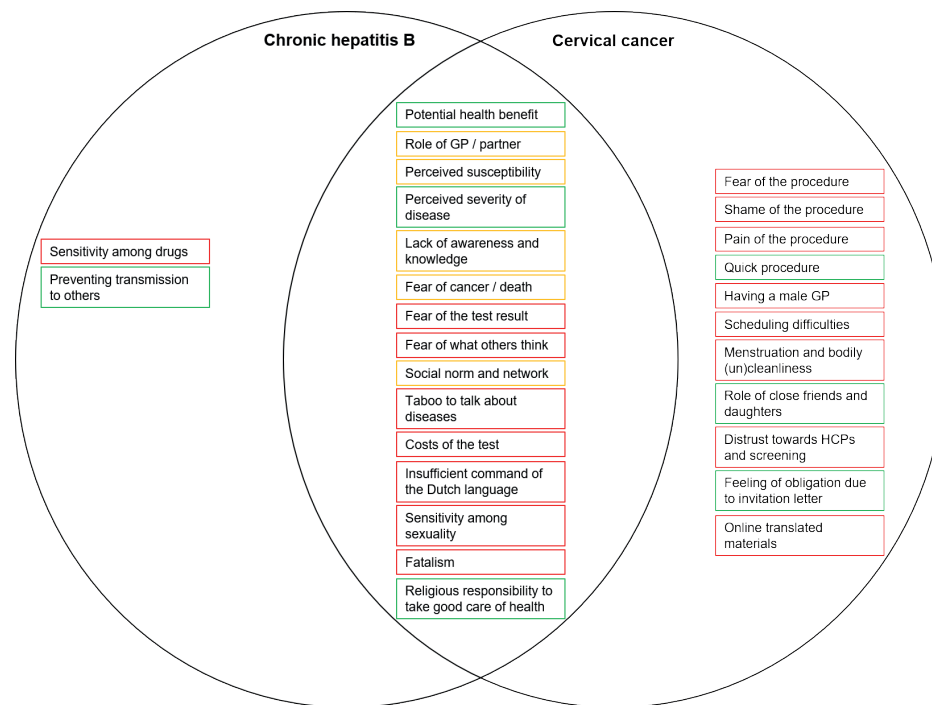 Chronic hepatitis B
Cervical cancer
Sensitivity among drugs
Preventing transmission
to others
Potential health benefit
Role of GP / partner
Perceived susceptibility
Perceived severity of
disease
Lack of awareness and
knowledge
Fear of cancer / death
Fear of the test result
Fear of what others think
Social norm and network
Taboo to talk about
diseases
Costs of the test
Insufficient command of
the Dutch language
Sensitivity among
sexuality
Fatalism
Religious responsibility to
take good care of health
Fear of the procedure
Shame of the procedure
Pain of the procedure
Quick procedure
Having a male GP
Scheduling difficulties
Menstruation and bodily
(un)cleanliness
Role of close friends and
daughters
Distrust towards HCPs
and screening
Feeling of obligation due
to invitation letter
Online translated
materials